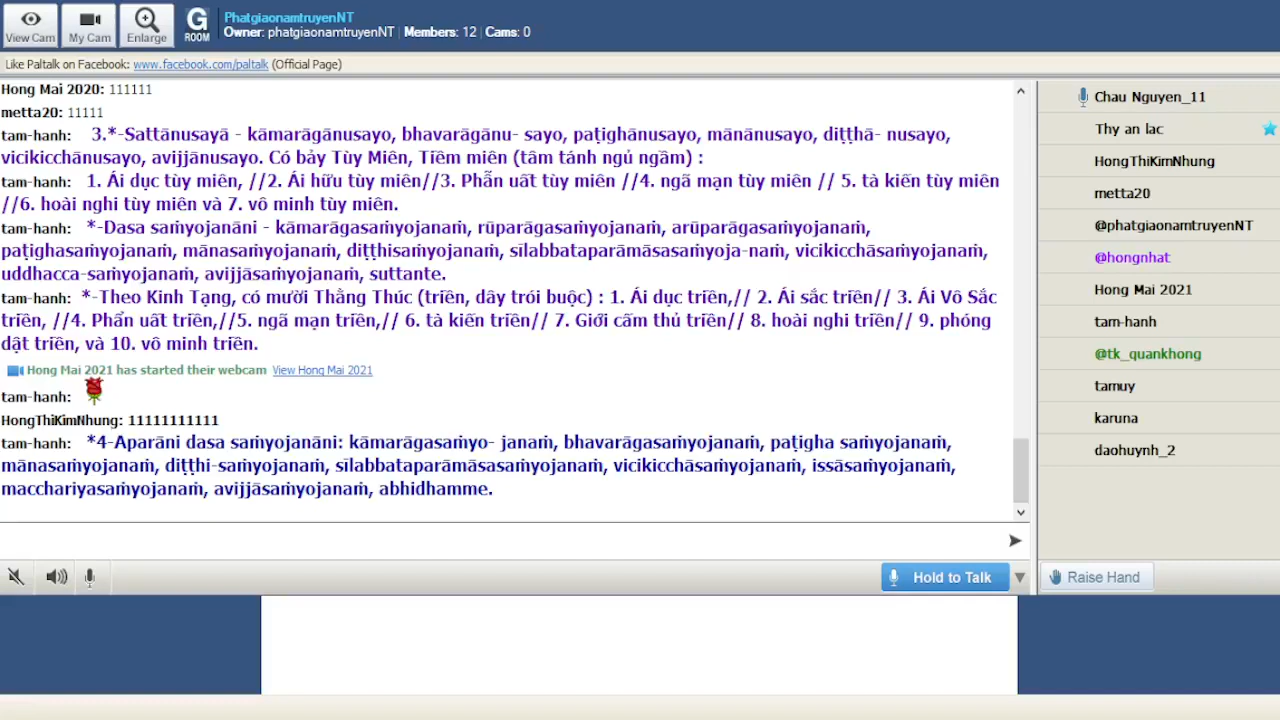 View Cam
My Cam
Enlarge
G
ROOM
PhatgiaonamtruyenNT
Owner: phatgiaonamtruyenNT | Members: 12 | Cams: 0
Like Paltalk on Facebook: www.facebook.com/paltalk (Official Page)
Hong Mai 2020: 111111
metta20: 11111
tam-hanh: 3.*-Sattānusayā - kāmarāgānusayo, bhavarāgānu- sayo, paṭighānusayo, mānānusayo, diṭṭhā- nusayo,
vicikicchānusayo, avijjānusayo. Có bảy Tùy Miên, Tiềm miên (tâm tánh ngủ ngầm) :
tam-hanh: 1. Ái dục tùy miên, //2. Ái hữu tùy miên//3. Phẫn uất tùy miên //4. ngã mạn tùy miên // 5. tà kiến tùy miên
//6. hoài nghi tùy miên và 7. vô minh tùy miên.
tam-hanh: *-Dasa saṁyojanāni - kāmarāgasaṁyojanaṁ, rūparāgasaṁyojanaṁ, arūparāgasaṁyojanaṁ,
paṭighasaṁyojanaṁ, mānasaṁyojanaṁ, diṭṭhisaṁyojanaṁ, sīlabbataparāmāsasaṁyoja-naṁ, vicikicchāsaṁyojanaṁ,
uddhacca-saṁyojanaṁ, avijjāsaṁyojanaṁ, suttante.
tam-hanh: *-Theo Kinh Tạng, có mười Thằng Thúc (triền, dây trói buộc) : 1. Ái dục triền,// 2. Ái sắc triền// 3. Ái Vô Sắc
triền, //4. Phẩn uất triền,//5. ngã mạn triền,// 6. tà kiến triền// 7. Giới cấm thủ triền// 8. hoài nghi triền// 9. phóng
dật triền, và 10. vô minh triền.
Hong Mai 2021 has started their webcam View Hong Mai 2021
tam-hanh:
HongThiKimNhung: 11111111111
tam-hanh: *4-Aparāni dasa saṁyojanāni: kāmarāgasaṁyo- janaṁ, bhavarāgasaṁyojanaṁ, paṭigha saṁyojanaṁ,
mānasaṁyojanaṁ, diṭṭhi-saṁyojanaṁ, sīlabbataparāmāsasaṁyojanaṁ, vicikicchāsaṁyojanaṁ, issāsaṁyojanaṁ,
macchariyasaṁyojanaṁ, avijjāsaṁyojanaṁ, abhidhamme.
Hold to Talk
Chau Nguyen_11
Thy an lac
HongThiKimNhung
metta20
@phatgiaonamtruyenNT
@hongnhat
Hong Mai 2021
tam-hanh
@tk_quankhong
tamuy
karuna
daohuynh_2
Raise Hand